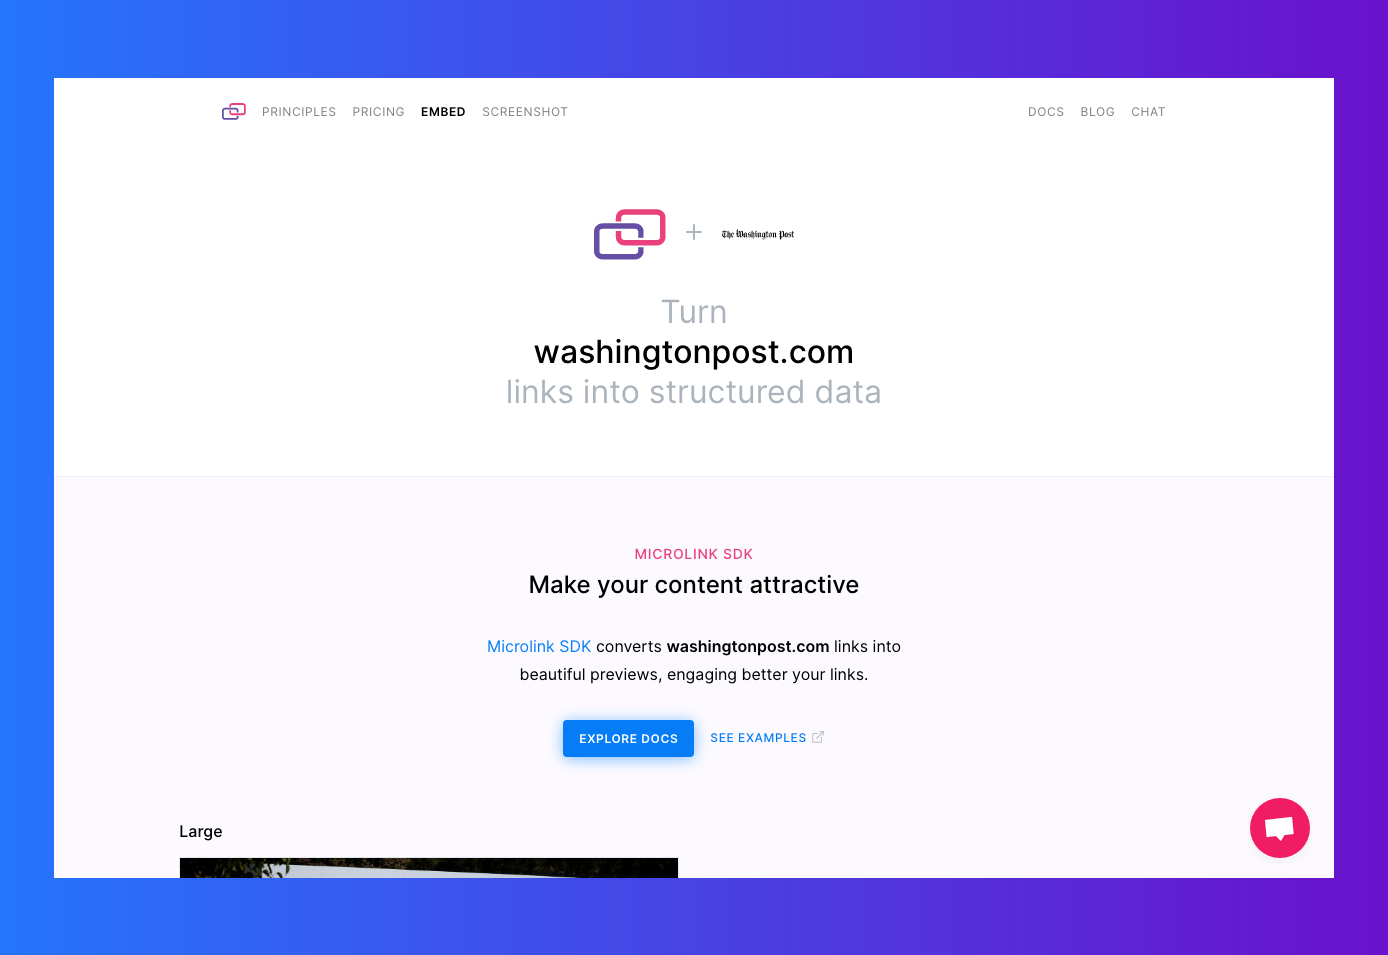 PRINCIPLES PRICING EMBED SCREENSHOT DOCS BLOG CHAT
The Washington Post
Turn
washingtonpost.com
links into structured data
MICROLINK SDK
Make your content attractive
Microlink SDK converts washingtonpost.com links into
beautiful previews, engaging better your links.
EXPLORE DOCS SEE EXAMPLES
Large